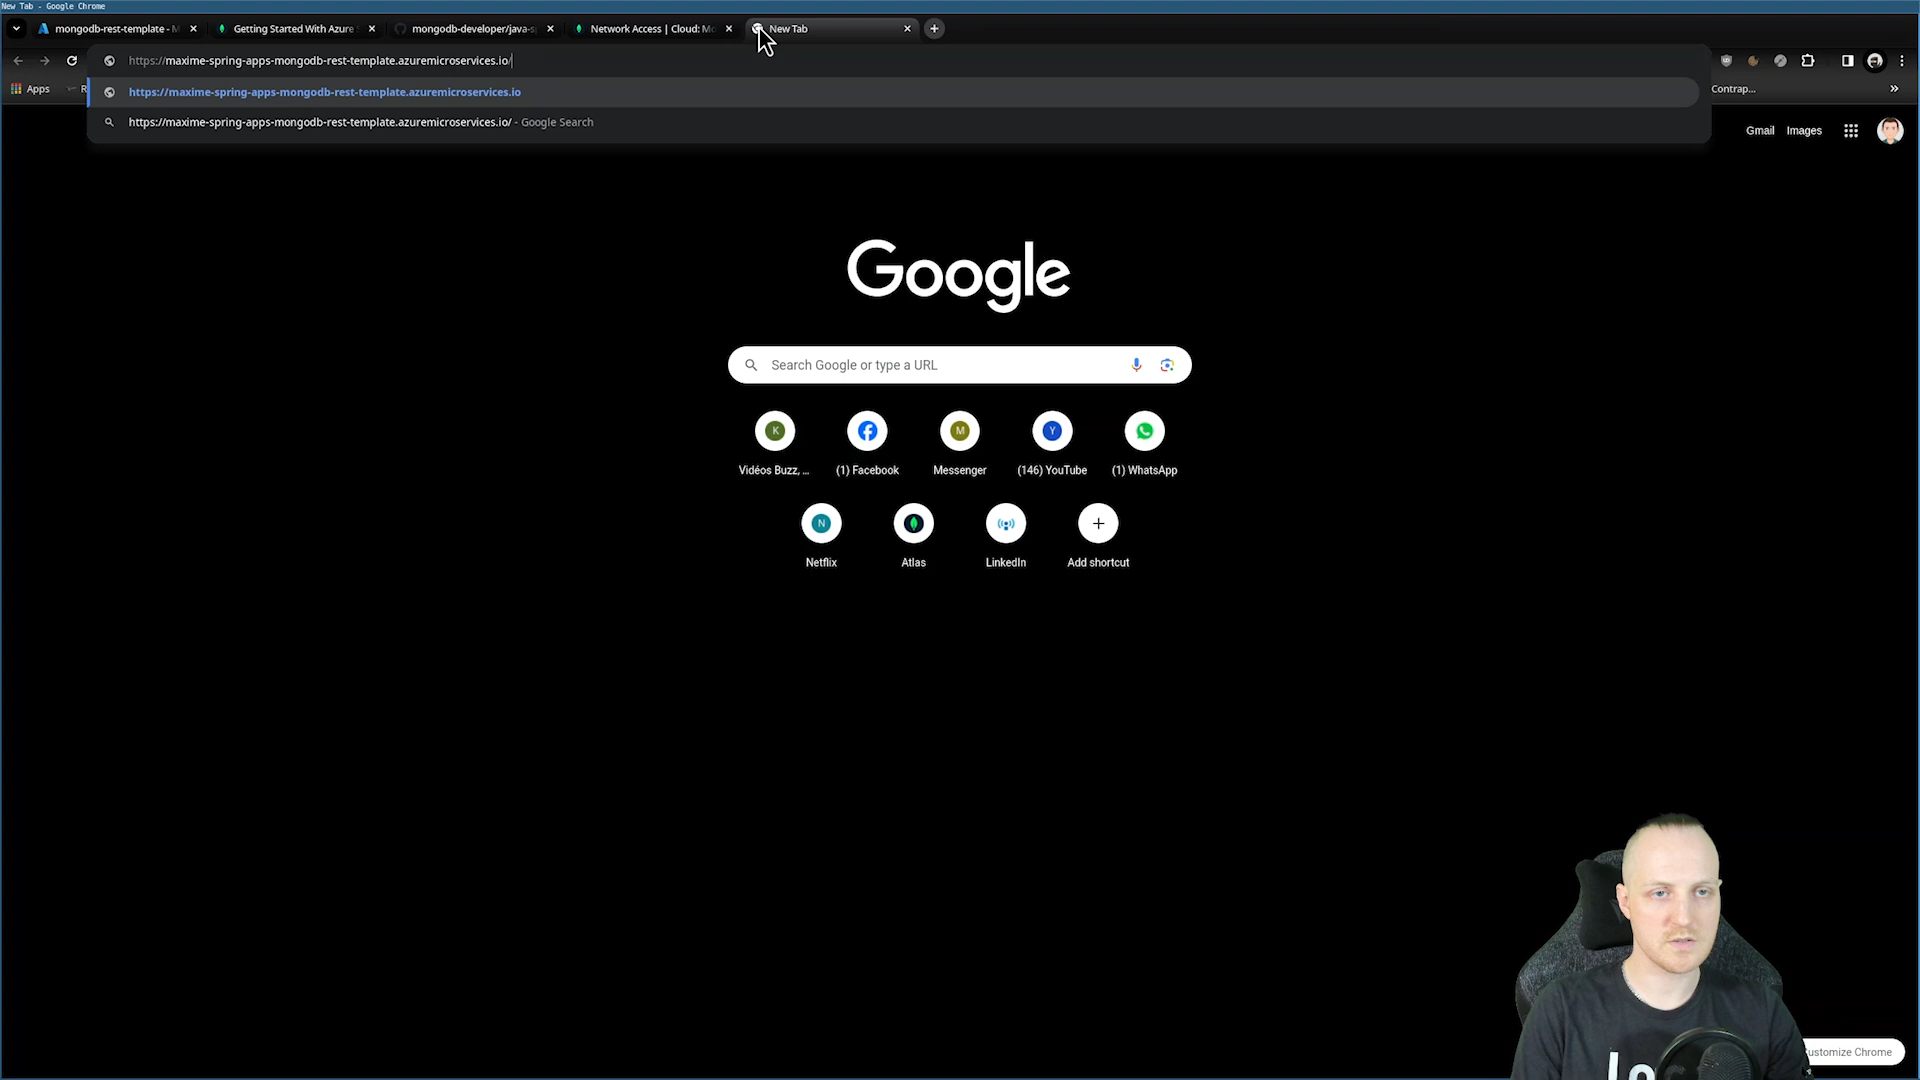 New Tab - Google Chrome
mongodb-rest-template - M
Getting Started With Azure
mongodb-developer/java-s
Network Access | Cloud: Mo
New Tab
https://maxime-spring-apps-mongodb-rest-template.azuremicroservices.io/
Apps
R
https://maxime-spring-apps-mongodb-rest-template.azuremicroservices.io
Contrap...
https://maxime-spring-apps-mongodb-rest-template.azuremicroservices.io/ - Google Search
Gmail
Images
Google
Search Google or type a URL
K
M
Y
Vidéos Buzz, ...
(1) Facebook
Messenger
(146) YouTube
(1) WhatsApp
N
Netflix
Atlas
LinkedIn
Add shortcut
ustomize Chrome